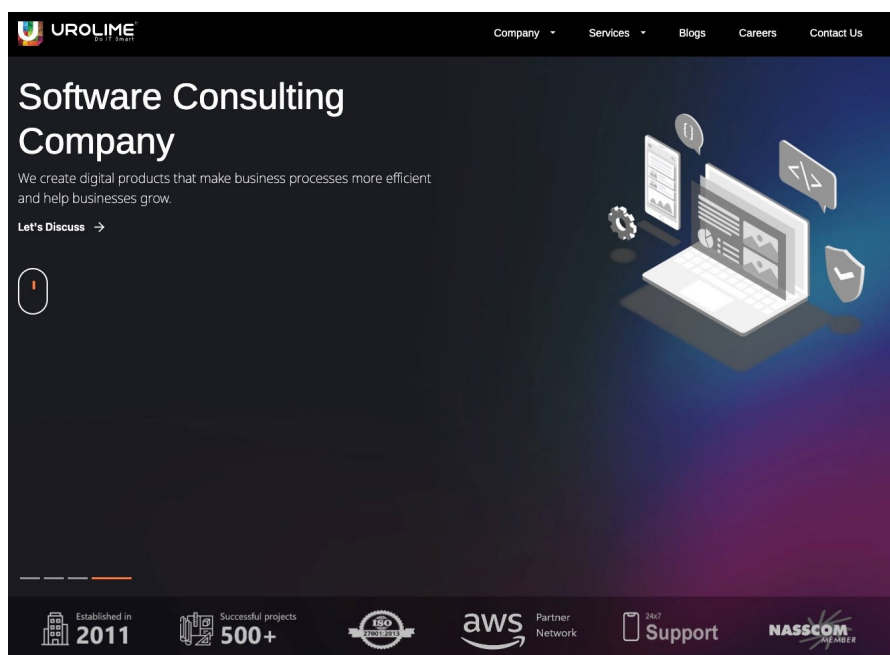 UROLIME
Do IT Smart
Company
Services
Blogs
Careers
Contact Us
Software Consulting
Company
We create digital products that make business processes more efficient
and help businesses grow.
Let's Discuss →
{}
<\>
Established in
2011
Successful projects
500+
ISO
27001:2013
aws
Partner
Network
24x7
Support
NASSCOM
MEMBER